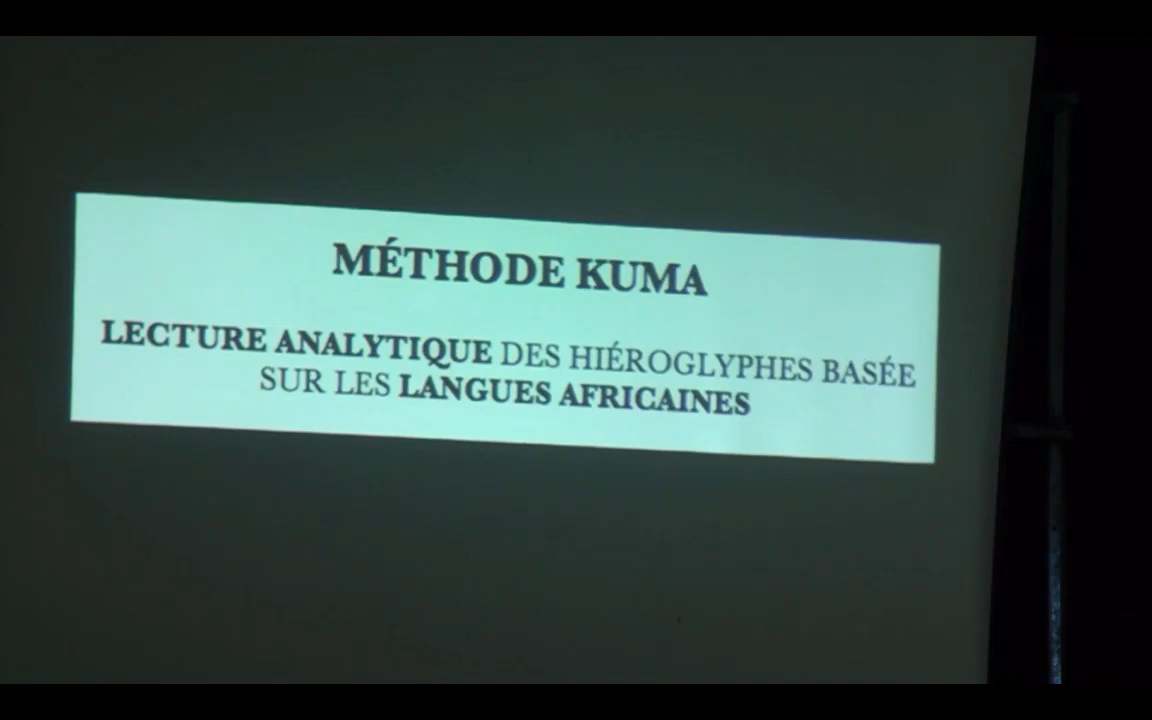 MÉTHODE KUMA
LECTURE ANALYTIQUE DES HIÉROGLYPHES BASÉE
SUR LES LANGUES AFRICAINES